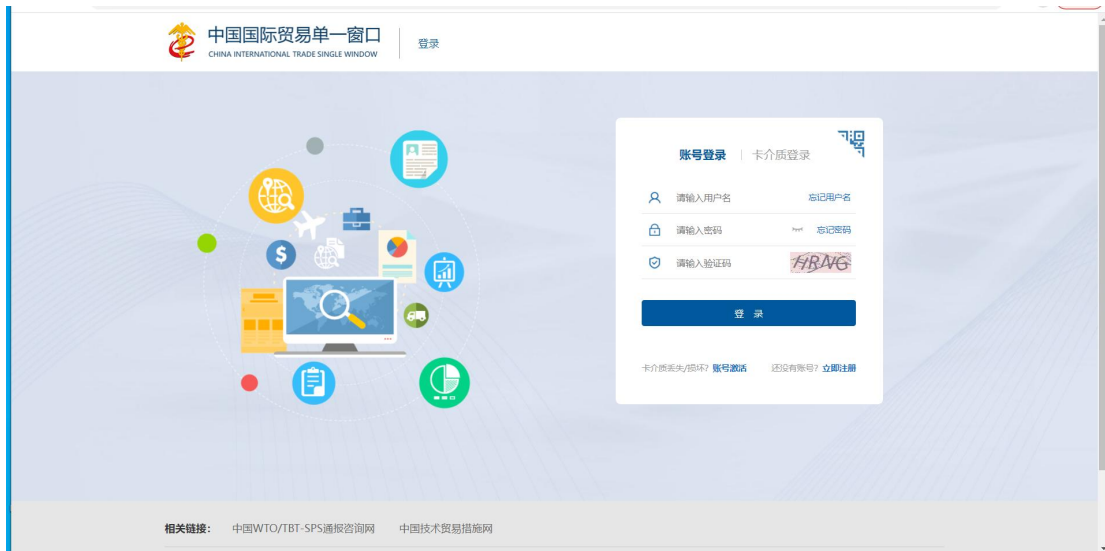 中国国际贸易单一窗口
CHINA INTERNATIONAL TRADE SINGLE WINDOW
登录
账号登录 卡介质登录
请输入用户名 忘记用户名
请输入密码 忘记密码
请输入验证码 HRNG
登 录
卡介质丢失/损坏? 账号激活 还没有账号? 立即注册
相关链接: 中国WTO/TBT-SPS通报咨询网 中国技术贸易措施网